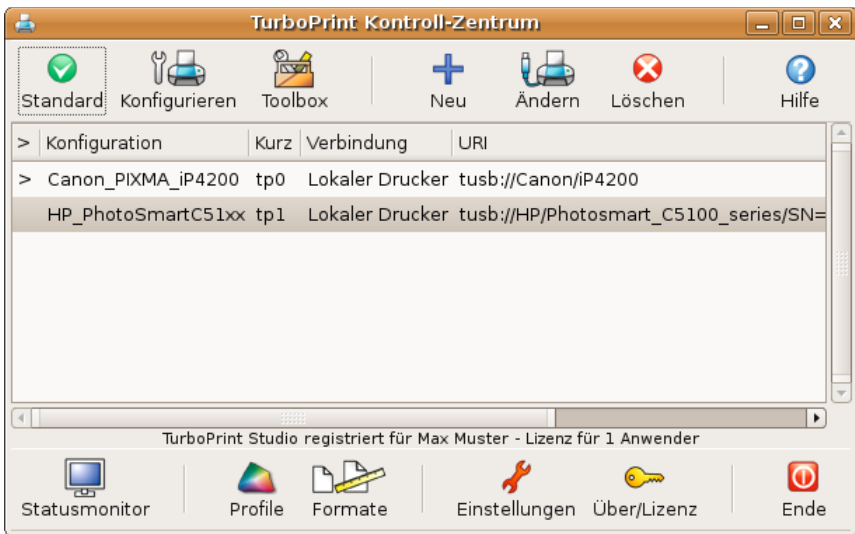 TurboPrint Kontroll-Zentrum
Standard Konfigurieren Toolbox Neu Ändern Löschen Hilfe
> Konfiguration Kurz Verbindung URI
> Canon_PIXMA_iP4200 tp0 Lokaler Drucker tusb://Canon/iP4200
HP_PhotoSmartC51xx tp1 Lokaler Drucker tusb://HP/Photosmart_C5100_series/SN=
TurboPrint Studio registriert für Max Muster - Lizenz für 1 Anwender
Statusmonitor Profile Formate Einstellungen Über/Lizenz Ende